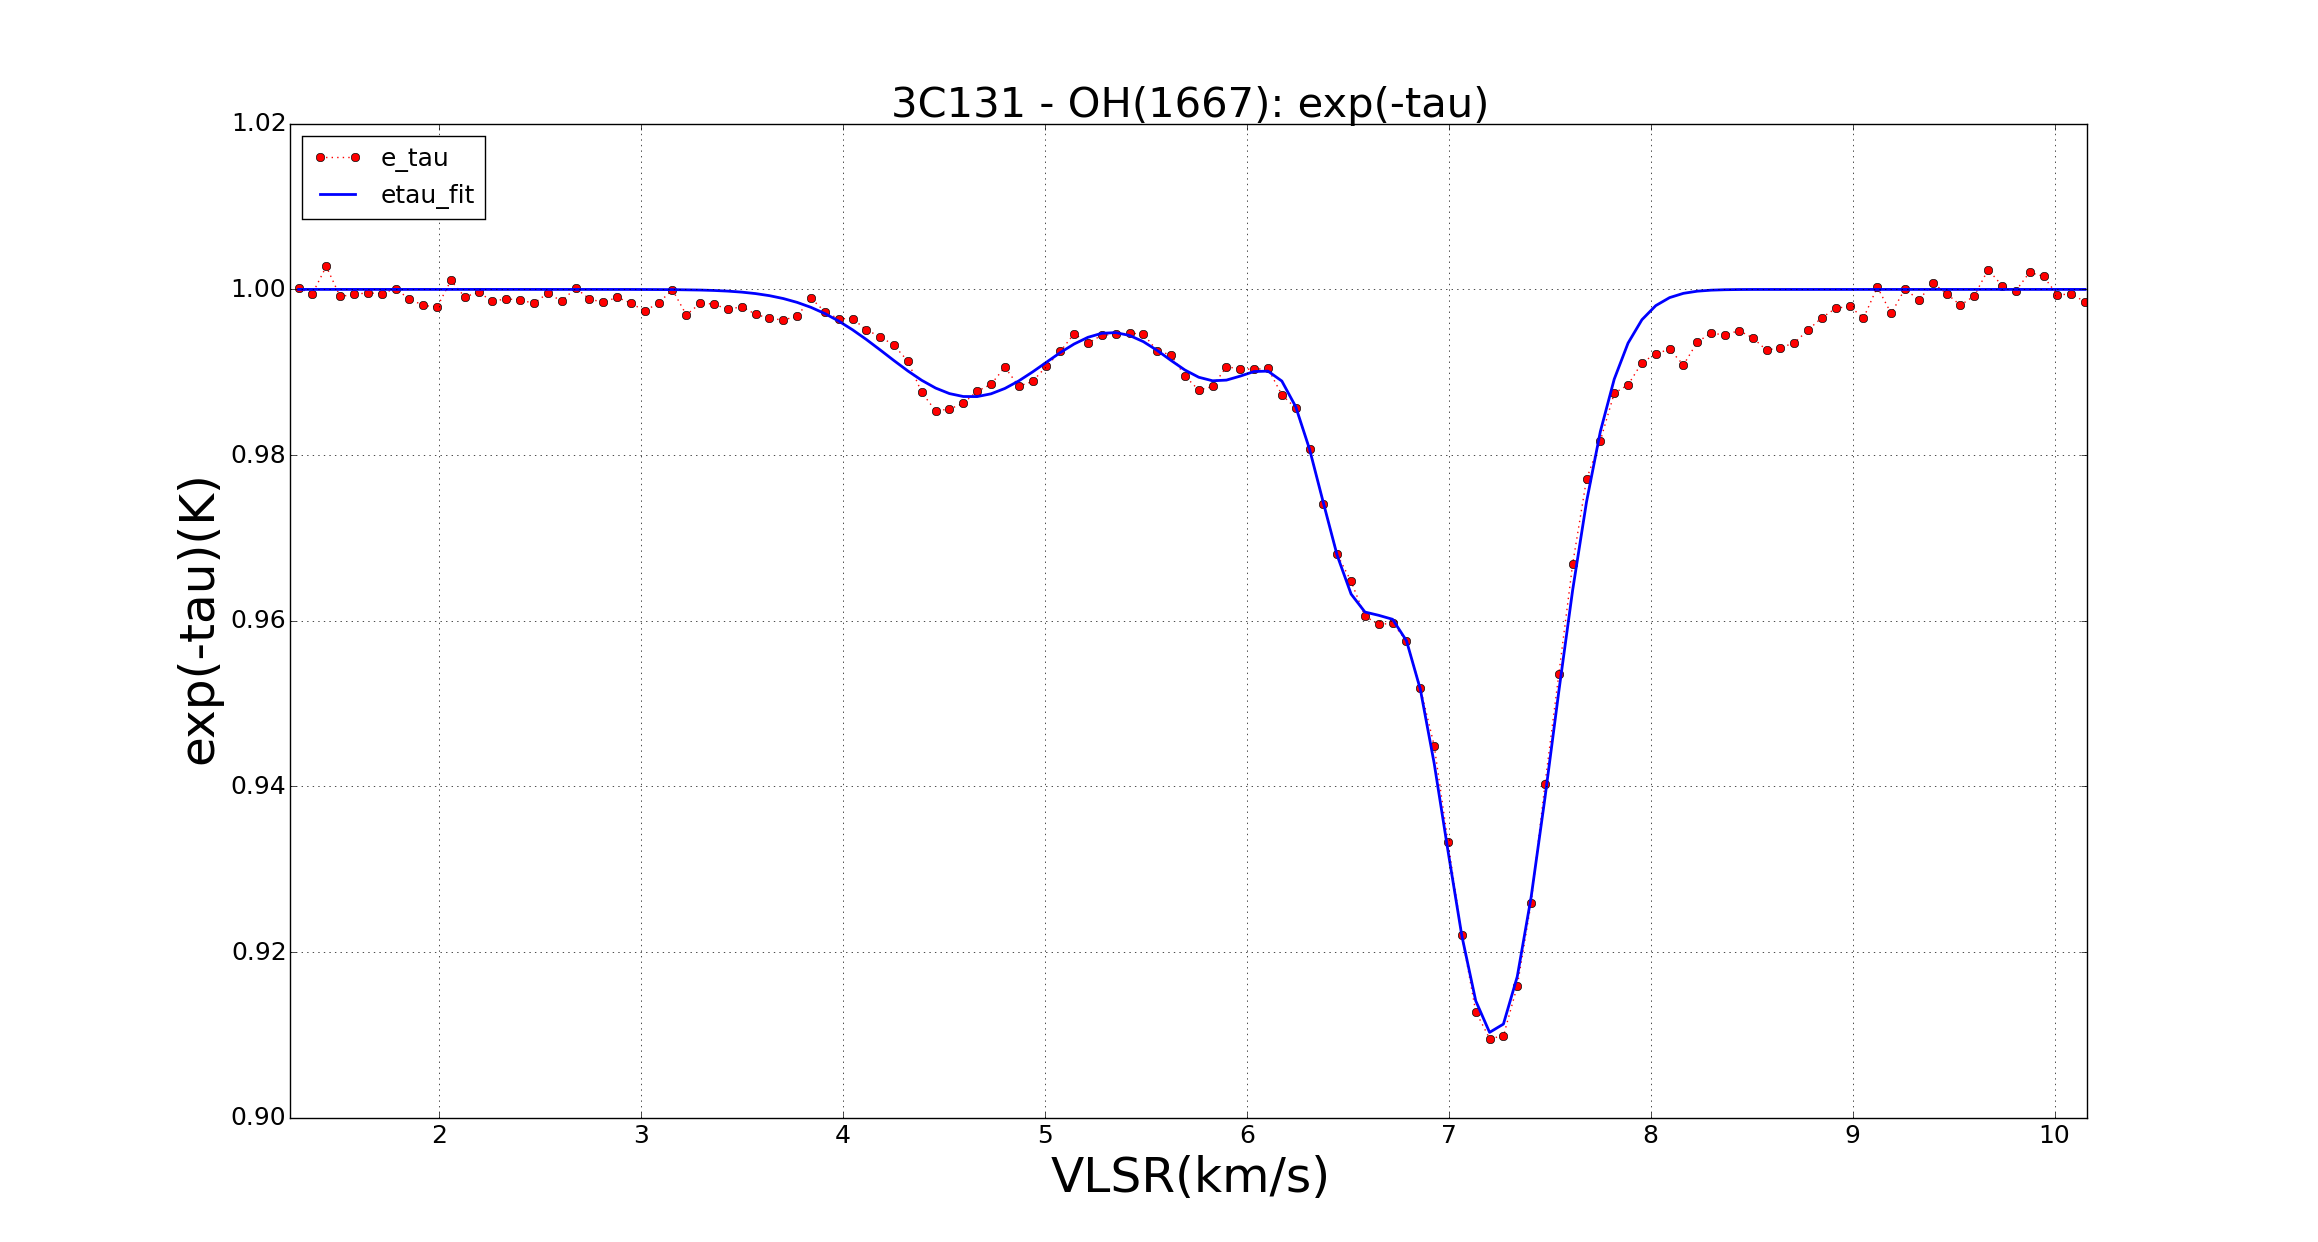 3C131 - OH(1667): exp(-tau)
e_tau
etau_fit
exp(-tau)(K)
1.02
1.00
0.98
0.96
0.94
0.92
0.90
2 3 4 5 6 7 8 9 10
VLSR(km/s)